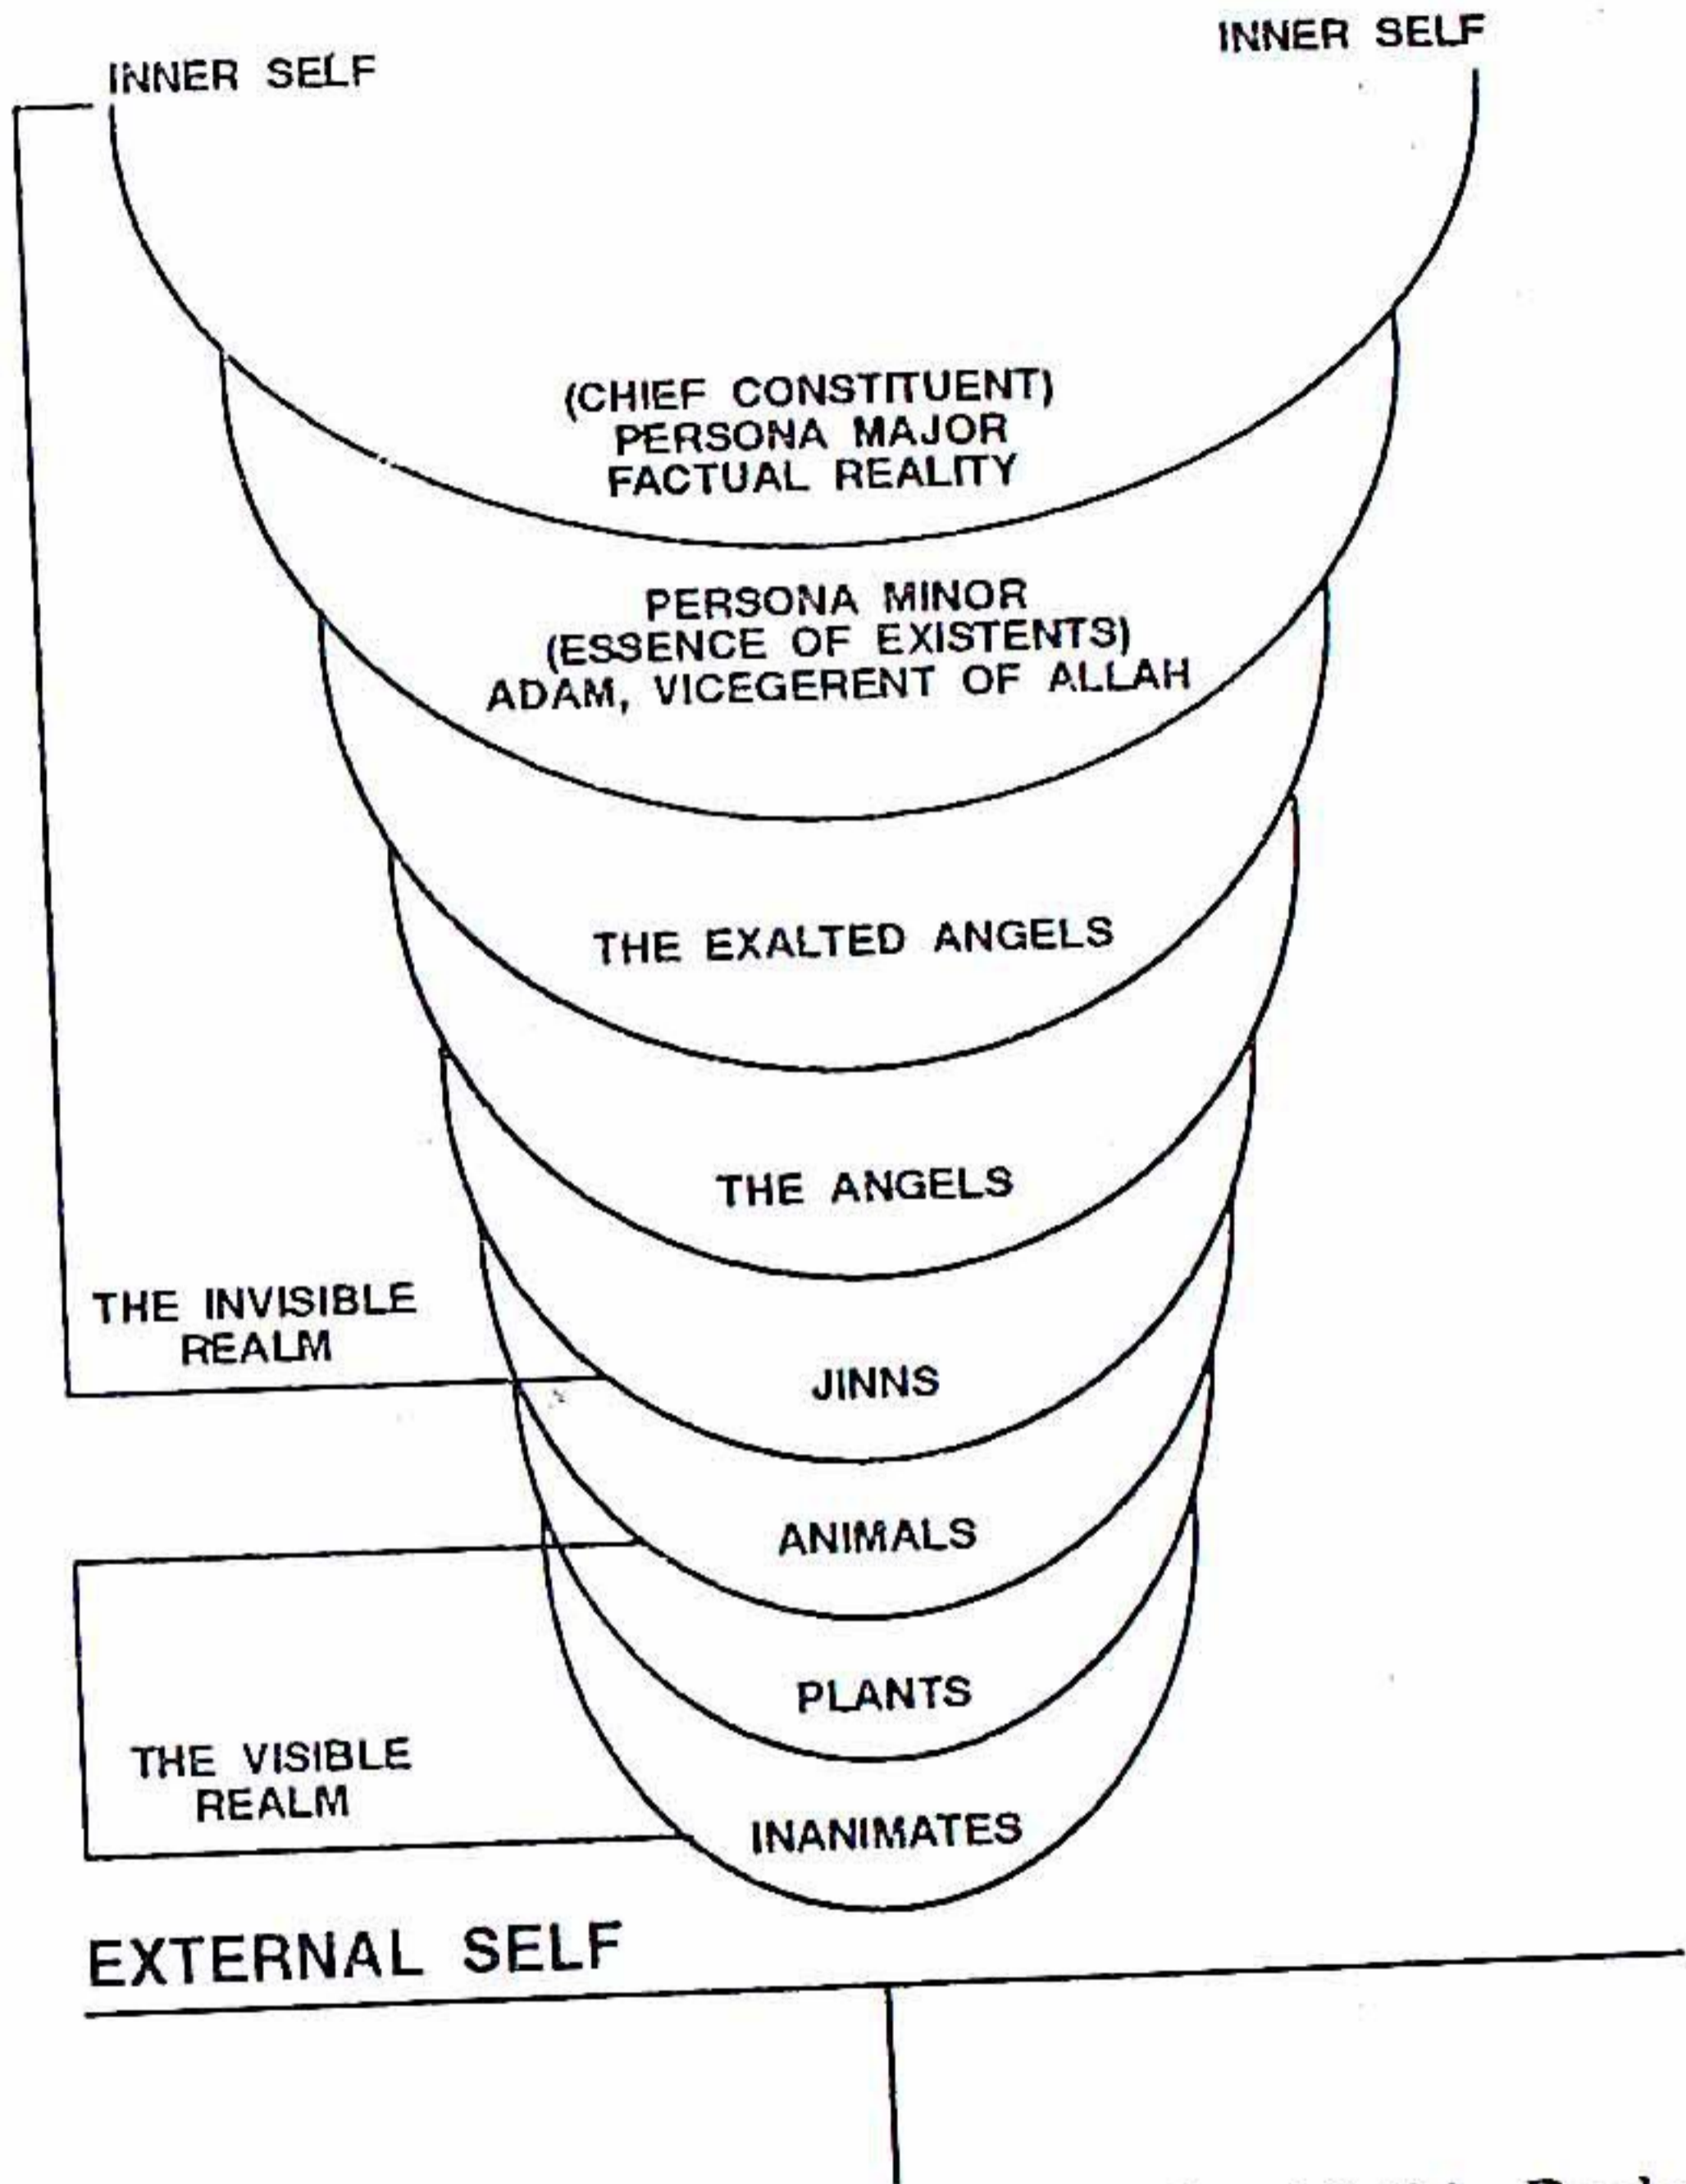 INNER SELF
INNER SELF
(CHIEF CONSTITUENT)
PERSONA MAJOR
FACTUAL REALITY
PERSONA MINOR
(ESSENCE OF EXISTENTS)
ADAM, VICEGERENT OF ALLAH
THE EXALTED ANGELS
THE ANGELS
THE INVISIBLE
REALM
JINNS
ANIMALS
PLANTS
THE VISIBLE
REALM
INANIMATES
EXTERNAL SELF